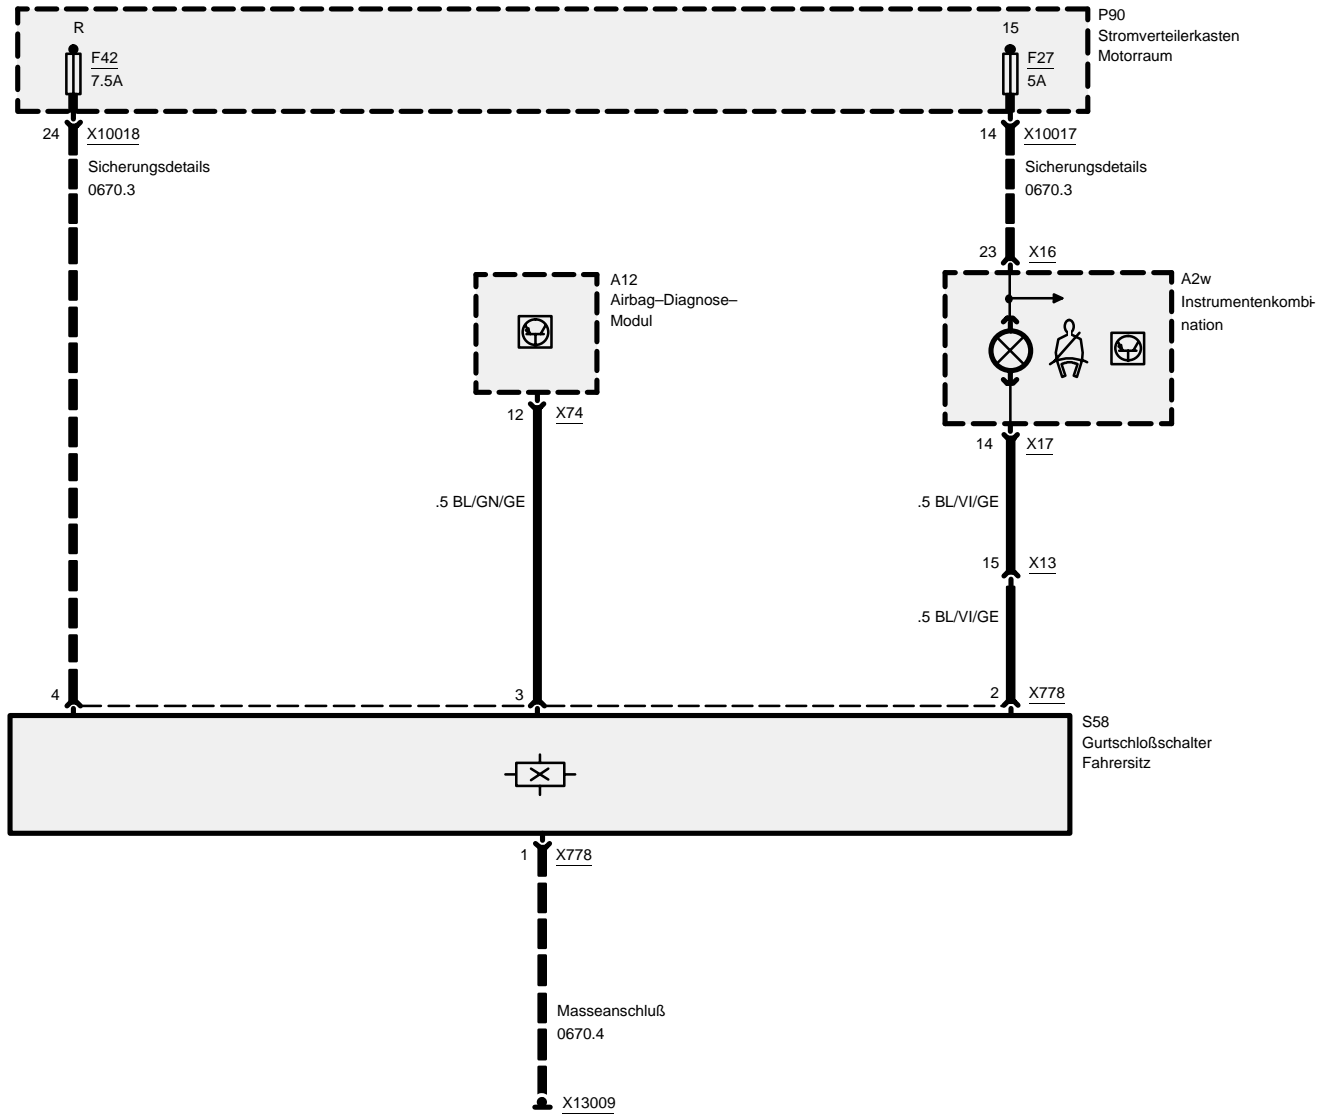 P90
Stromverteilerkasten
Motorraum
R
F42
7.5A
15
F27
5A
24 X10018
14 X10017
Sicherungsdetails
0670.3
Sicherungsdetails
0670.3
23 X16
A12
Airbag–Diagnose–
Modul
A2w
Instrumentenkombi-
nation
12 X74
14 X17
.5 BL/GN/GE
.5 BL/VI/GE
15 X13
.5 BL/VI/GE
4
3
2 X778
S58
Gurtschloßschalter
Fahrersitz
1 X778
Masseanschluß
0670.4
X13009